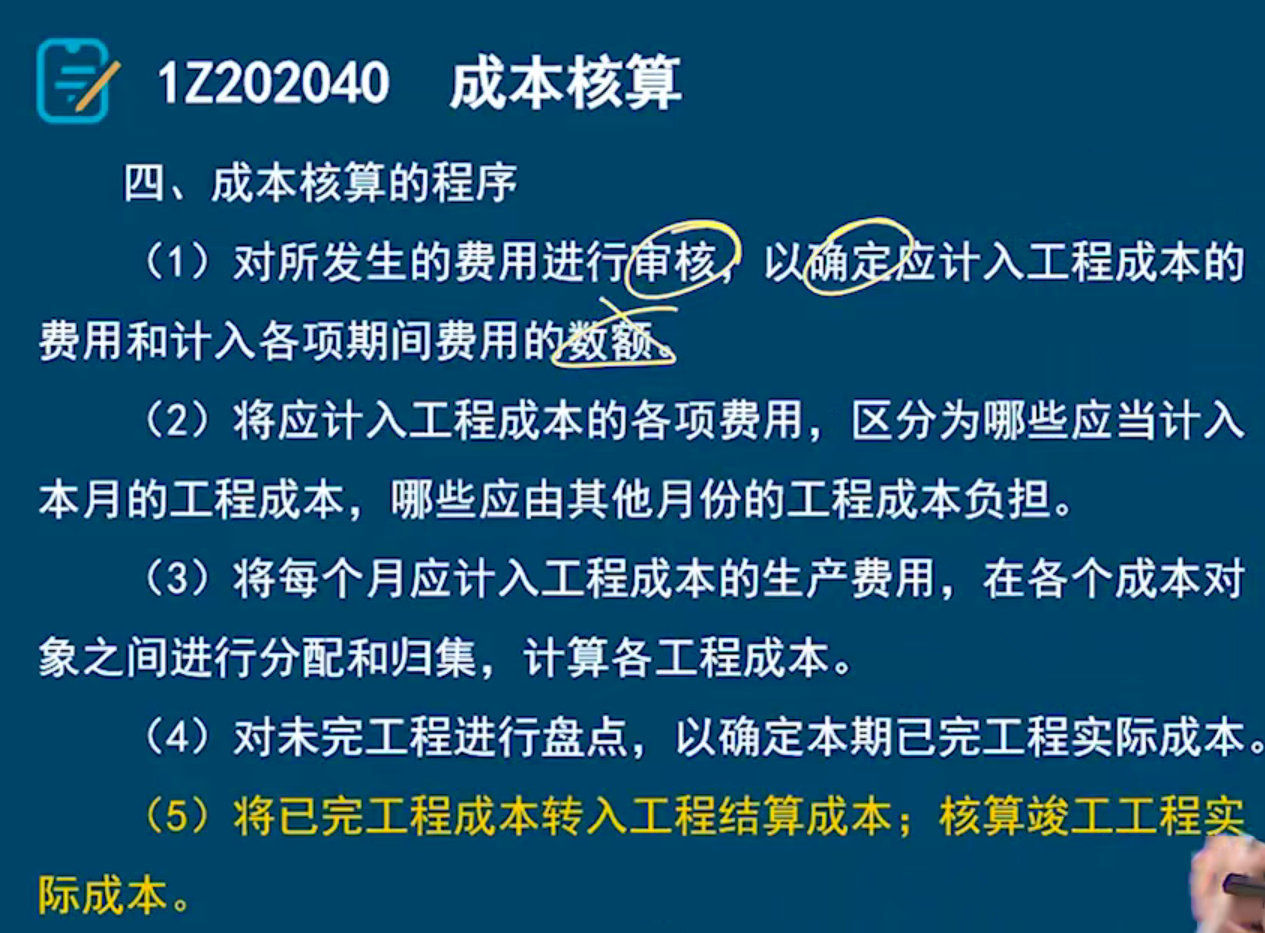 1Z202040 成本核算
四、成本核算的程序
（1）对所发生的费用进行审核，以确定应计入工程成本的
费用和计入各项期间费用的数额。
（2）将应计入工程成本的各项费用，区分为哪些应当计入
本月的工程成本，哪些应由其他月份的工程成本负担。
（3）将每个月应计入工程成本的生产费用，在各个成本对
象之间进行分配和归集，计算各工程成本。
（4）对未完工程进行盘点，以确定本期已完工程实际成本。
（5）将已完工程成本转入工程结算成本；核算竣工工程实
际成本。